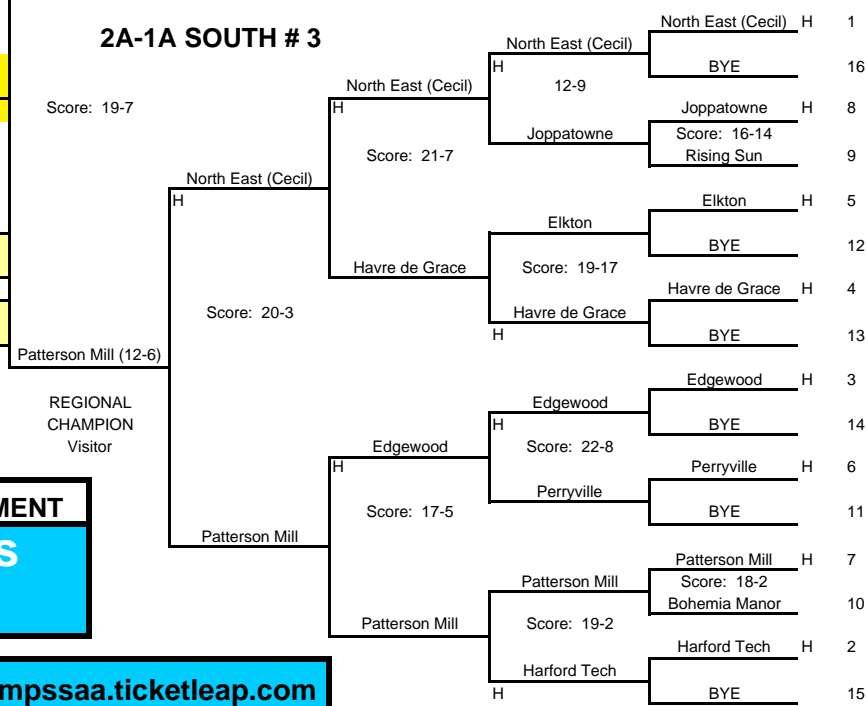 2A-1A SOUTH # 3
North East (Cecil) H 1
BYE 16
North East (Cecil)
H
12-9
Joppatowne H 8
Score: 16-14
Rising Sun 9
Joppatowne
North East (Cecil)
H
Score: 21-7
Elkton H 5
BYE 12
Elkton
Score: 19-17
Havre de Grace H 4
BYE 13
Havre de Grace
H
Havre de Grace
North East (Cecil)
H
Score: 20-3
Score: 19-7
Patterson Mill (12-6)
REGIONAL
CHAMPION
Visitor
Edgewood H 3
BYE 14
Edgewood
H
Score: 22-8
Perryville H 6
BYE 11
Perryville
Edgewood
H
Score: 17-5
Patterson Mill H 7
Score: 18-2
Bohemia Manor 10
Patterson Mill
Score: 19-2
Harford Tech H 2
BYE 15
Harford Tech
H
Patterson Mill
Patterson Mill
MENT
S
mpssaa.ticketleap.com